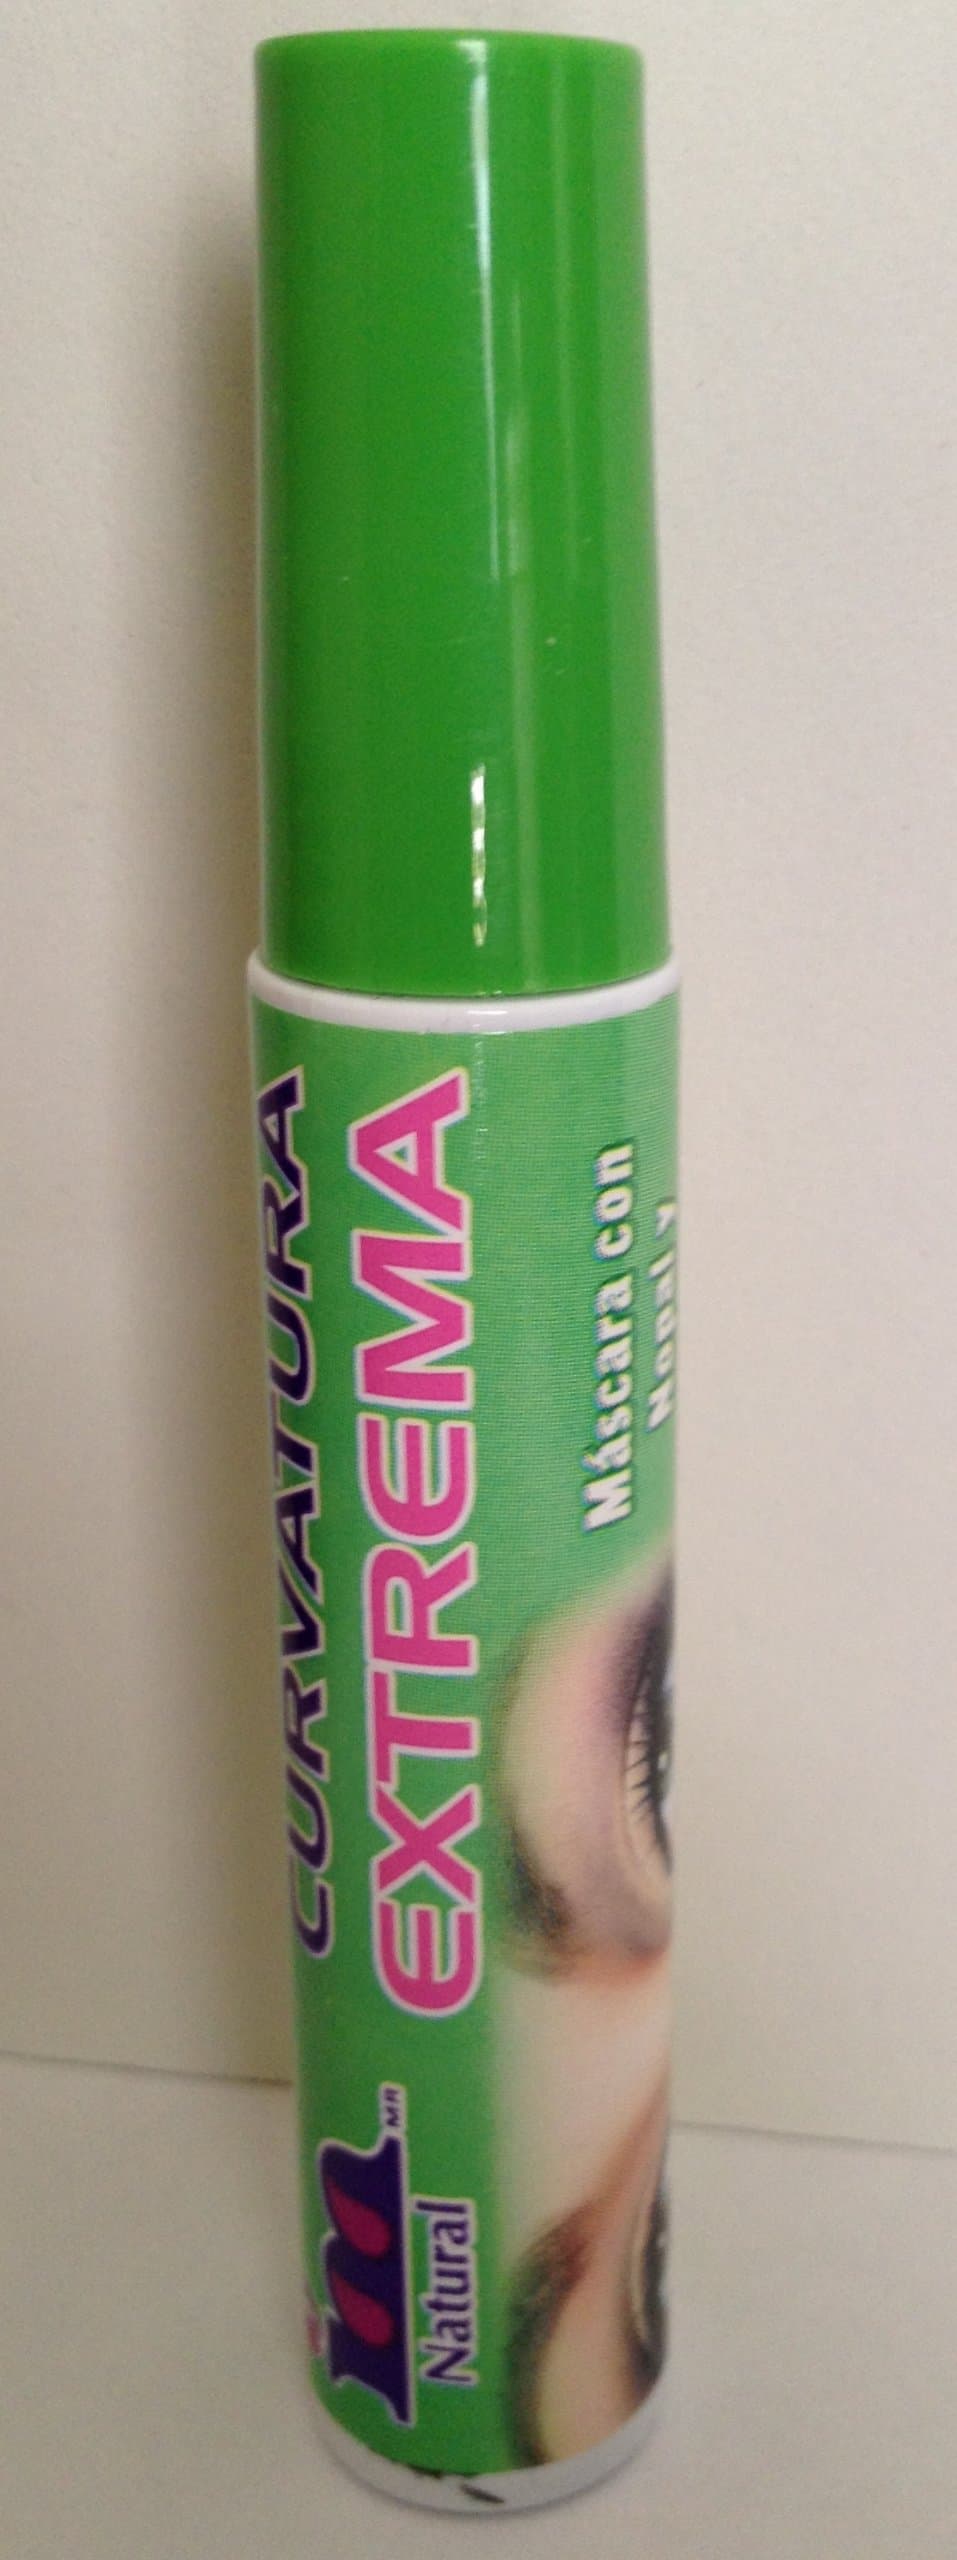 CURVATURA
EXTREMA
Máscara con
Nopal y
m MR
Natural